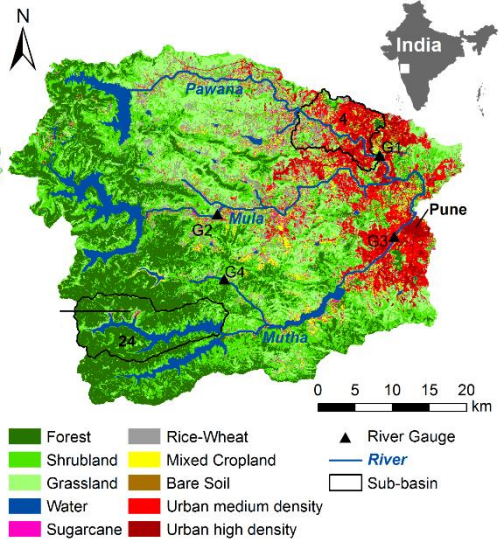 N
India
Pawana
4
G1
Mula
G2
Pune
G3
G4
24
Mutha
0 5 10 15 20
km
Forest
Rice-Wheat
River Gauge
Shrubland
Mixed Cropland
River
Grassland
Bare Soil
Sub-basin
Water
Urban medium density
Sugarcane
Urban high density